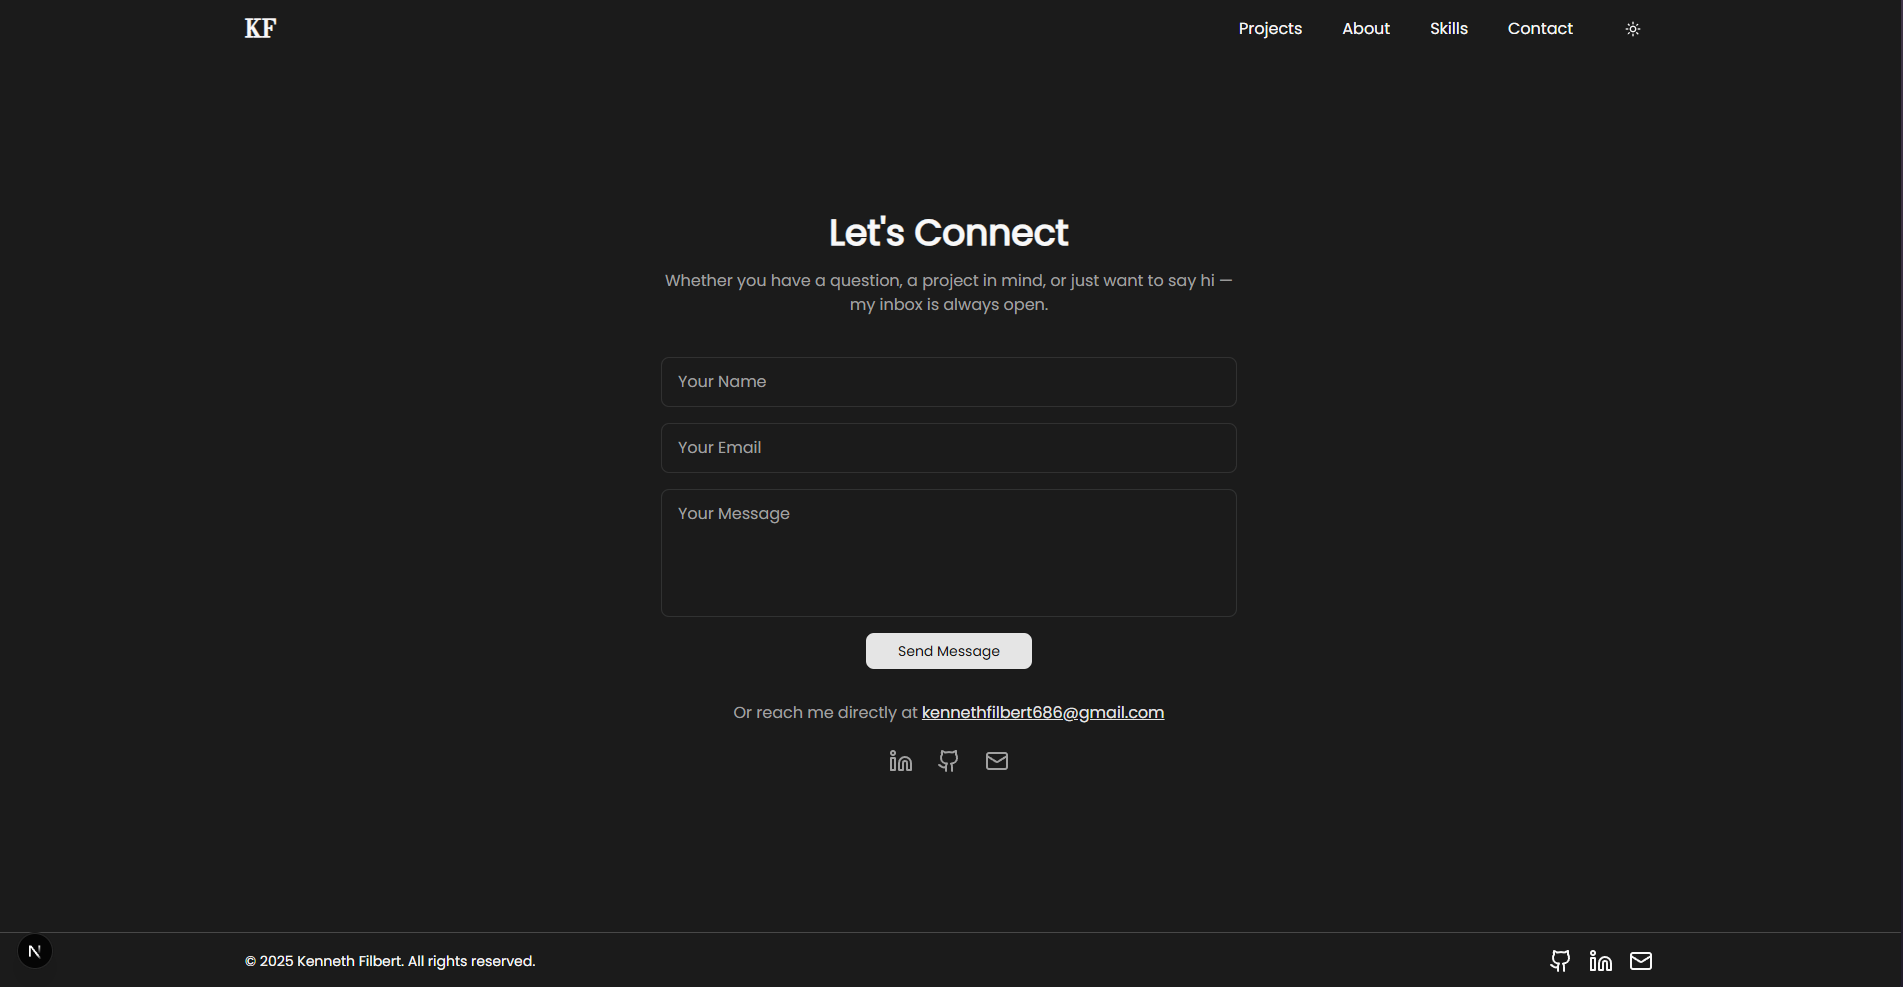 KF
Projects
About
Skills
Contact
Let's Connect
Whether you have a question, a project in mind, or just want to say hi —
my inbox is always open.
Your Name
Your Email
Your Message
Send Message
Or reach me directly at kennethfilbert686@gmail.com
N
© 2025 Kenneth Filbert. All rights reserved.